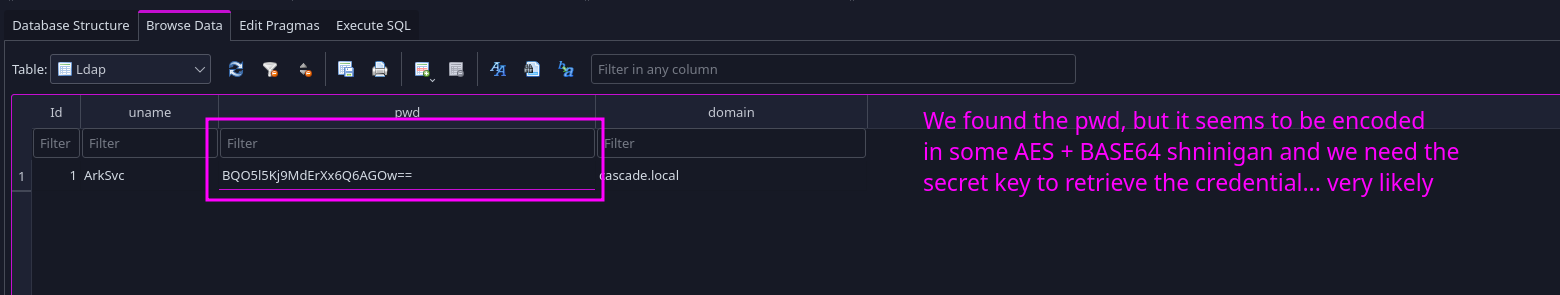 Database Structure Browse Data Edit Pragmas Execute SQL
Table: Ldap Filter in any column
Id uname pwd domain
Filter Filter Filter Filter
1 1 ArkSvc BQO5l5Kj9MdErXx6Q6AGOw== cascade.local
We found the pwd, but it seems to be encoded
in some AES + BASE64 shninigan and we need the
secret key to retrieve the credential... very likely